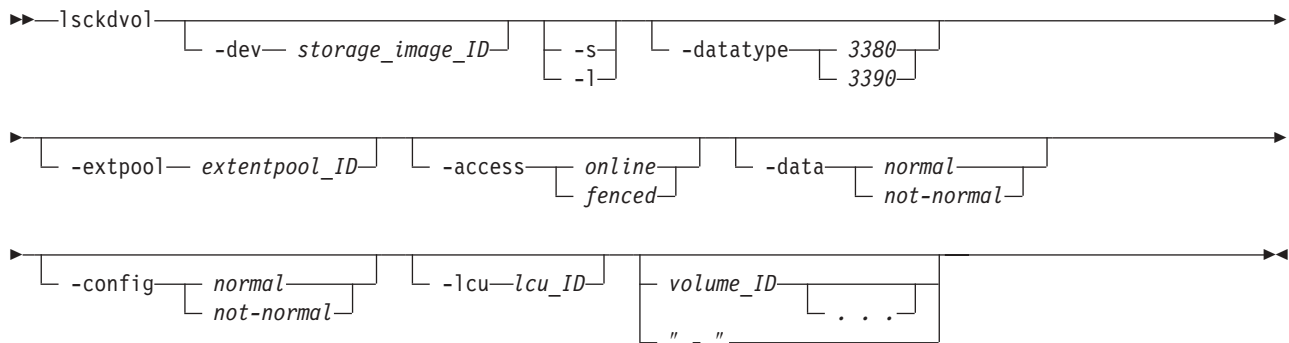 lsckdvol
-dev storage_image_ID
-s
-l
-datatype 3380
3390
-extpool extentpool_ID
-access online
fenced
-data normal
not-normal
-config normal
not-normal
-lcu lcu_ID
volume_ID
. . .
" - "